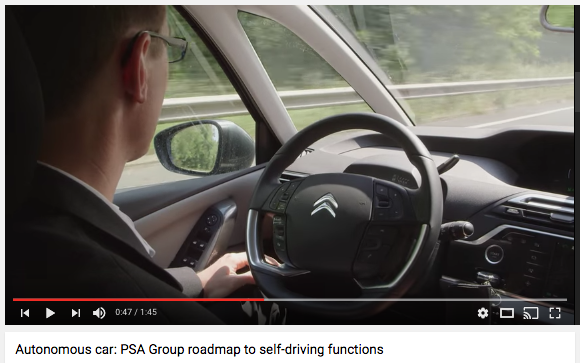 0:47 / 1:45
Autonomous car: PSA Group roadmap to self-driving functions